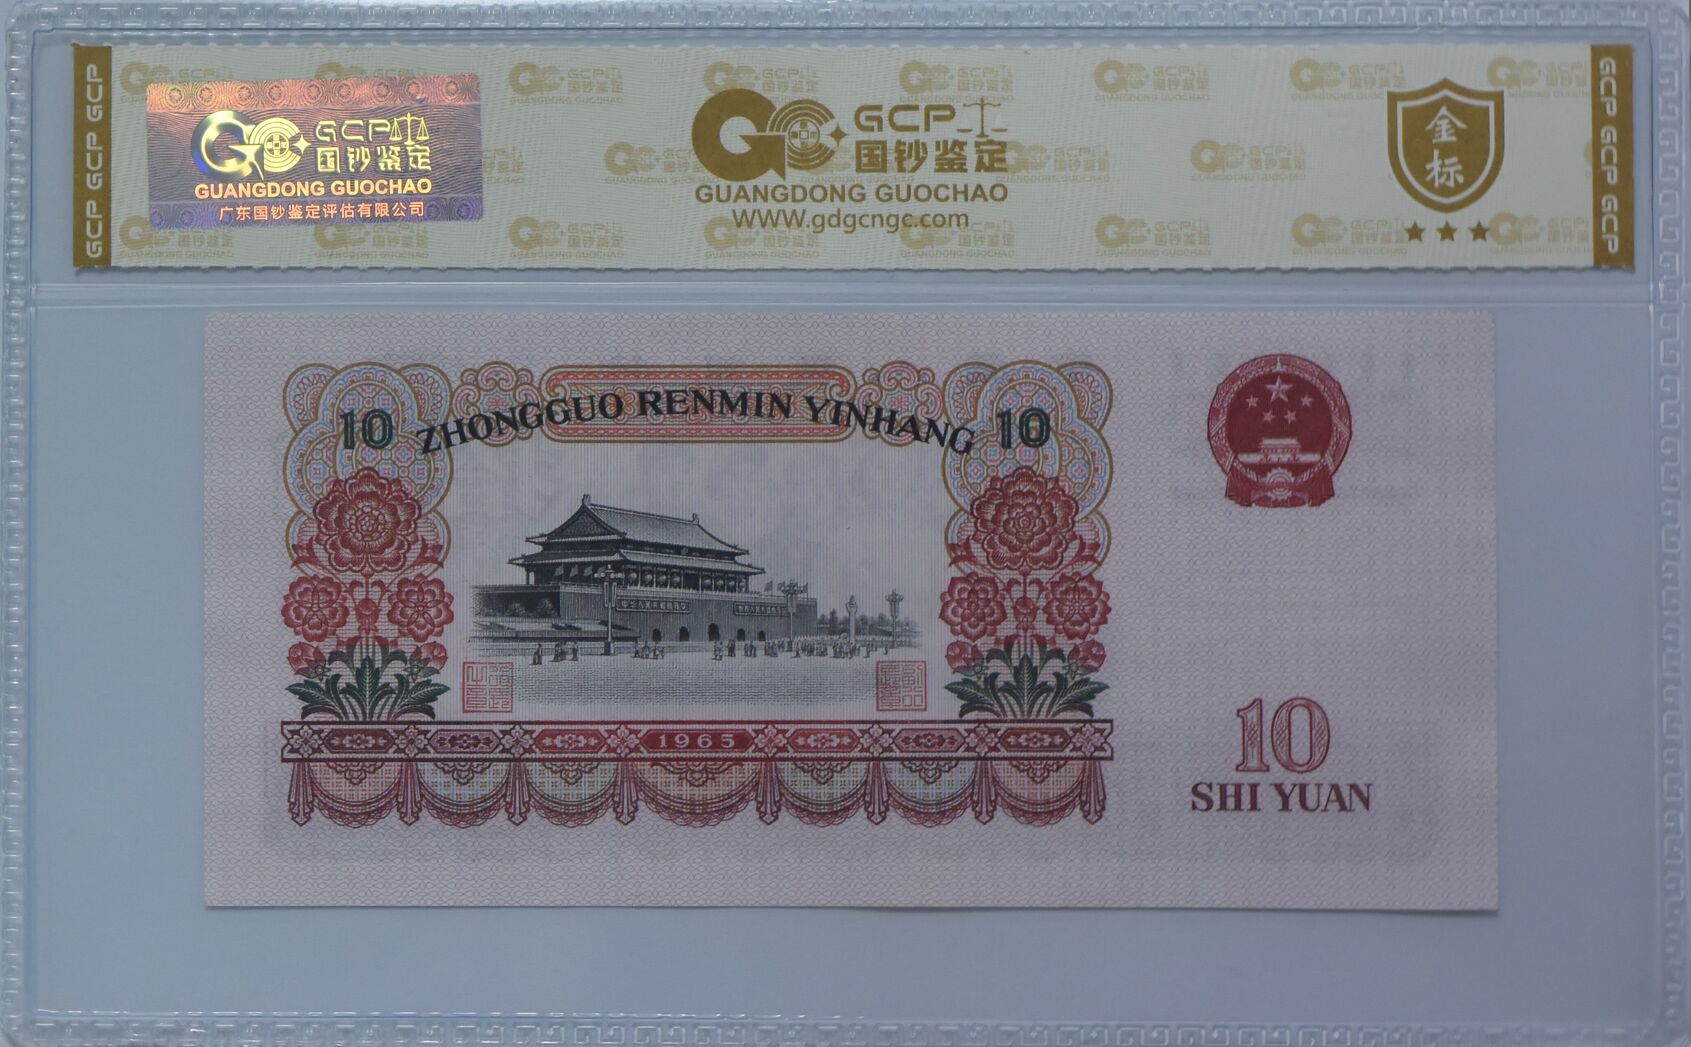 GCP GCP GCP
GCP
国钞鉴定
GUANGDONG GUOCHAO
广东国钞鉴定评估有限公司
GCP
国钞鉴定
GUANGDONG GUOCHAO
WWW.gdgcngc.com
金标
GCP GCP GCP
10 ZHONGGUO RENMIN YINHANG 10
1965
10
SHI YUAN